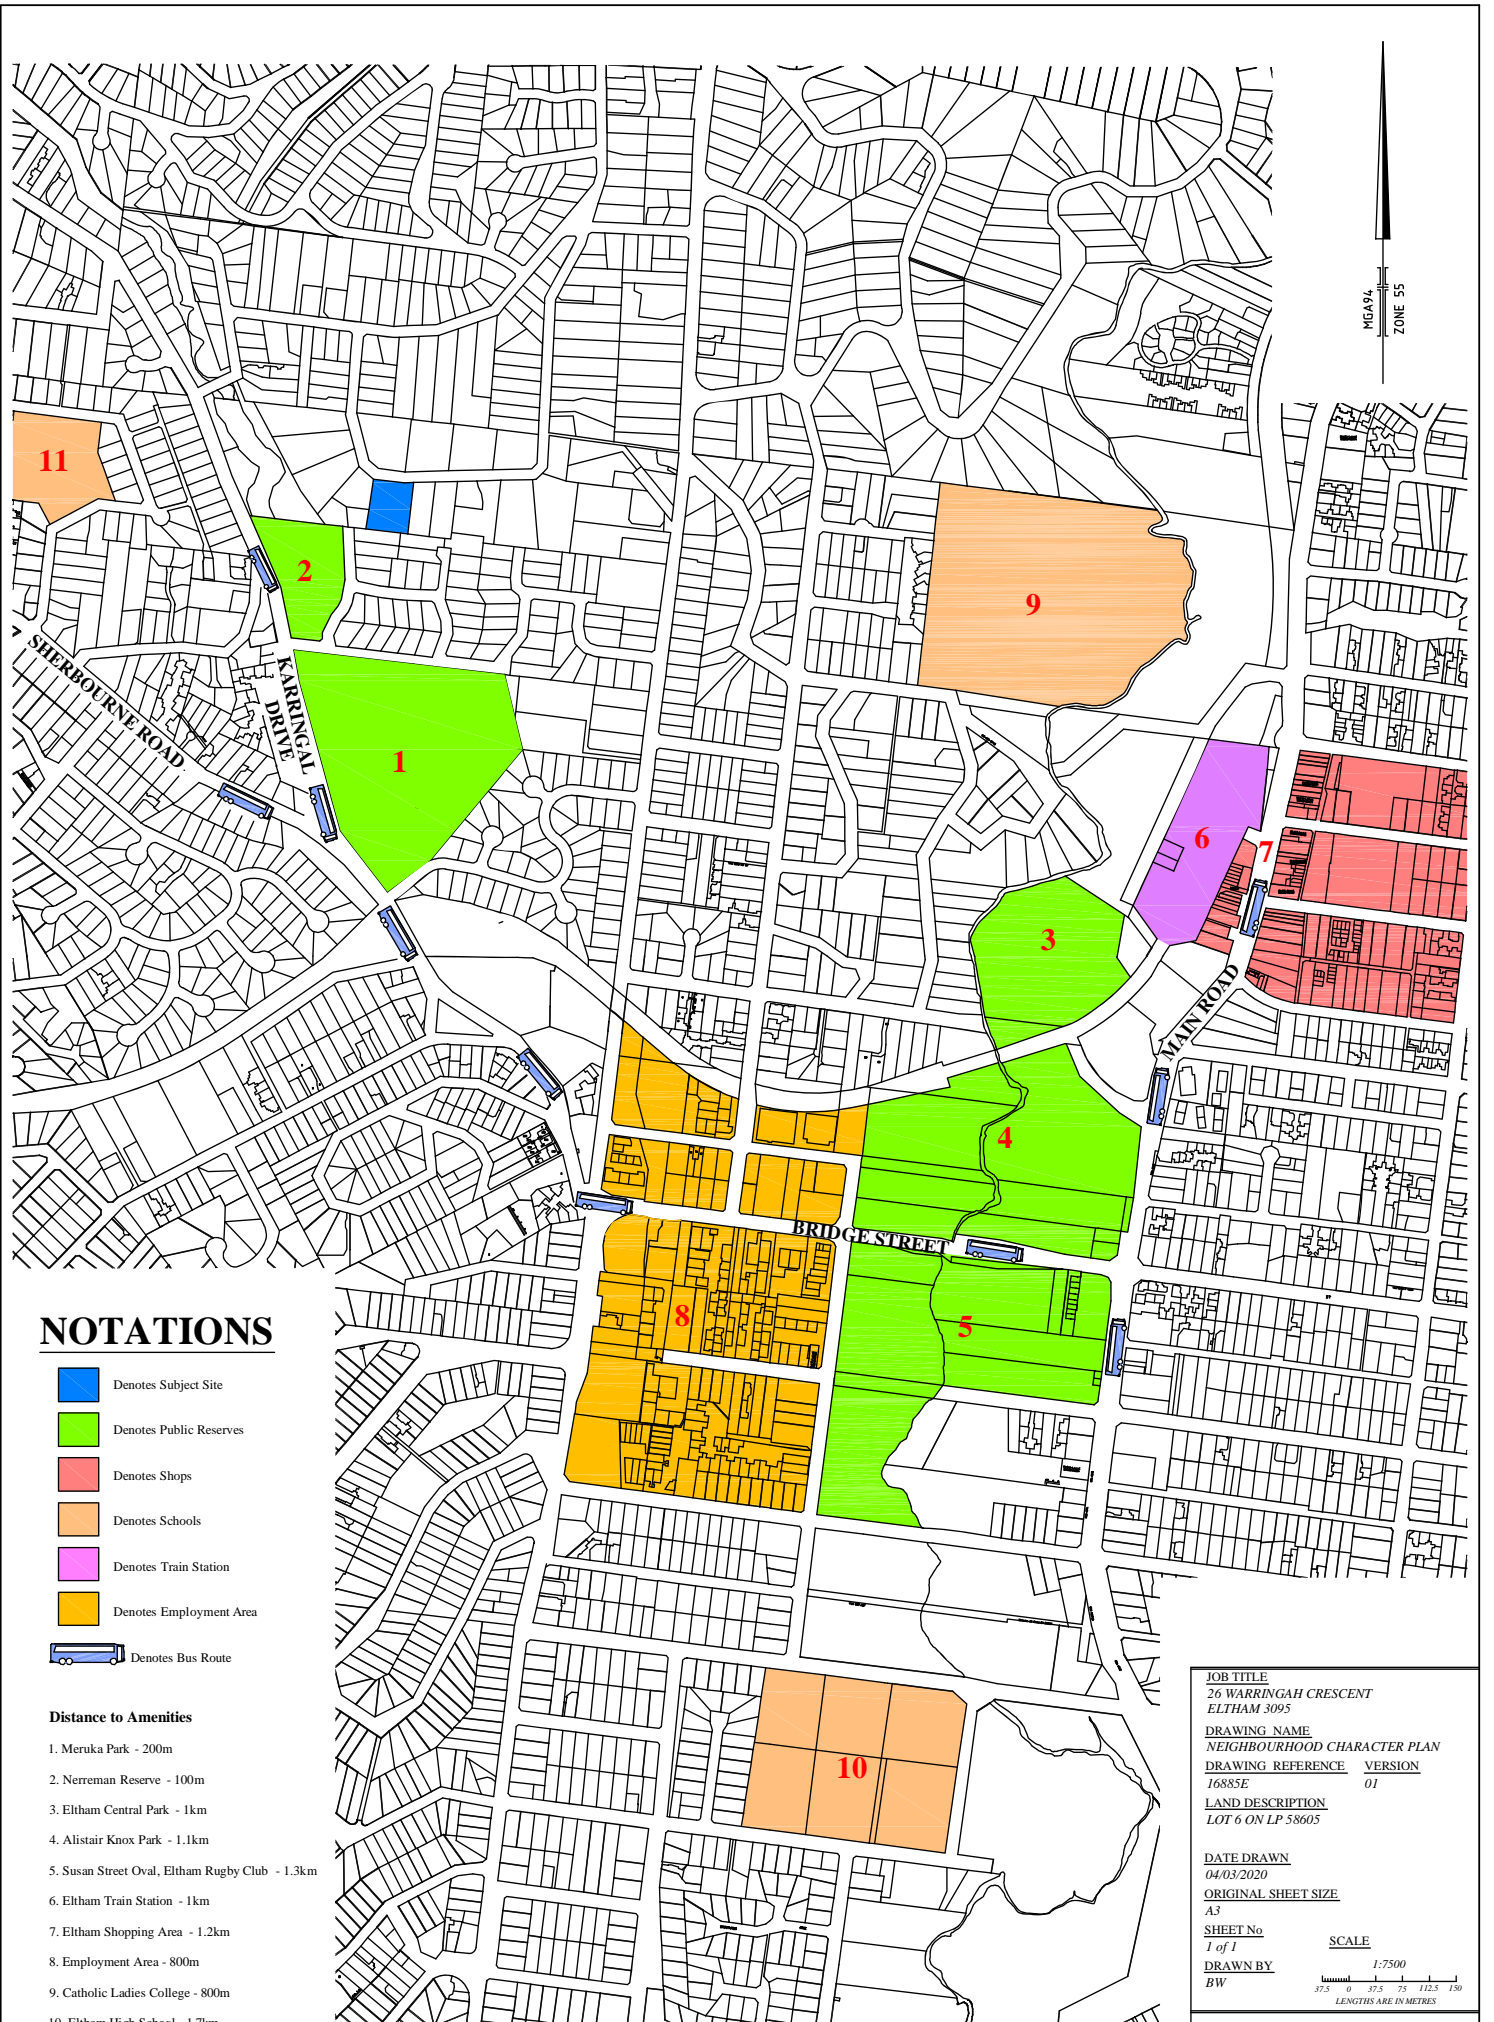 MGA94
ZONE 55
11
2
9
SHERBOURNE ROAD
KARRINGAL
DRIVE
1
6
7
3
MAIN ROAD
4
BRIDGE STREET
8
5
10
NOTATIONS
Denotes Subject Site
Denotes Public Reserves
Denotes Shops
Denotes Schools
Denotes Train Station
Denotes Employment Area
Denotes Bus Route
Distance to Amenities
1. Meruka Park - 200m
2. Nerreman Reserve - 100m
3. Eltham Central Park - 1km
4. Alistair Knox Park - 1.1km
5. Susan Street Oval, Eltham Rugby Club - 1.3km
6. Eltham Train Station - 1km
7. Eltham Shopping Area - 1.2km
8. Employment Area - 800m
9. Catholic Ladies College - 800m
10. Eltham High School - 1.7km
JOB TITLE
26 WARRINGAH CRESCENT
ELTHAM 3095
DRAWING NAME
NEIGHBOURHOOD CHARACTER PLAN
DRAWING REFERENCE VERSION
16885E 01
LAND DESCRIPTION
LOT 6 ON LP 58605
DATE DRAWN
04/03/2020
ORIGINAL SHEET SIZE
A3
SHEET No
1 of 1
SCALE
DRAWN BY
BW
1:7500
37.5 0 37.5 75 112.5 150
LENGTHS ARE IN METRES